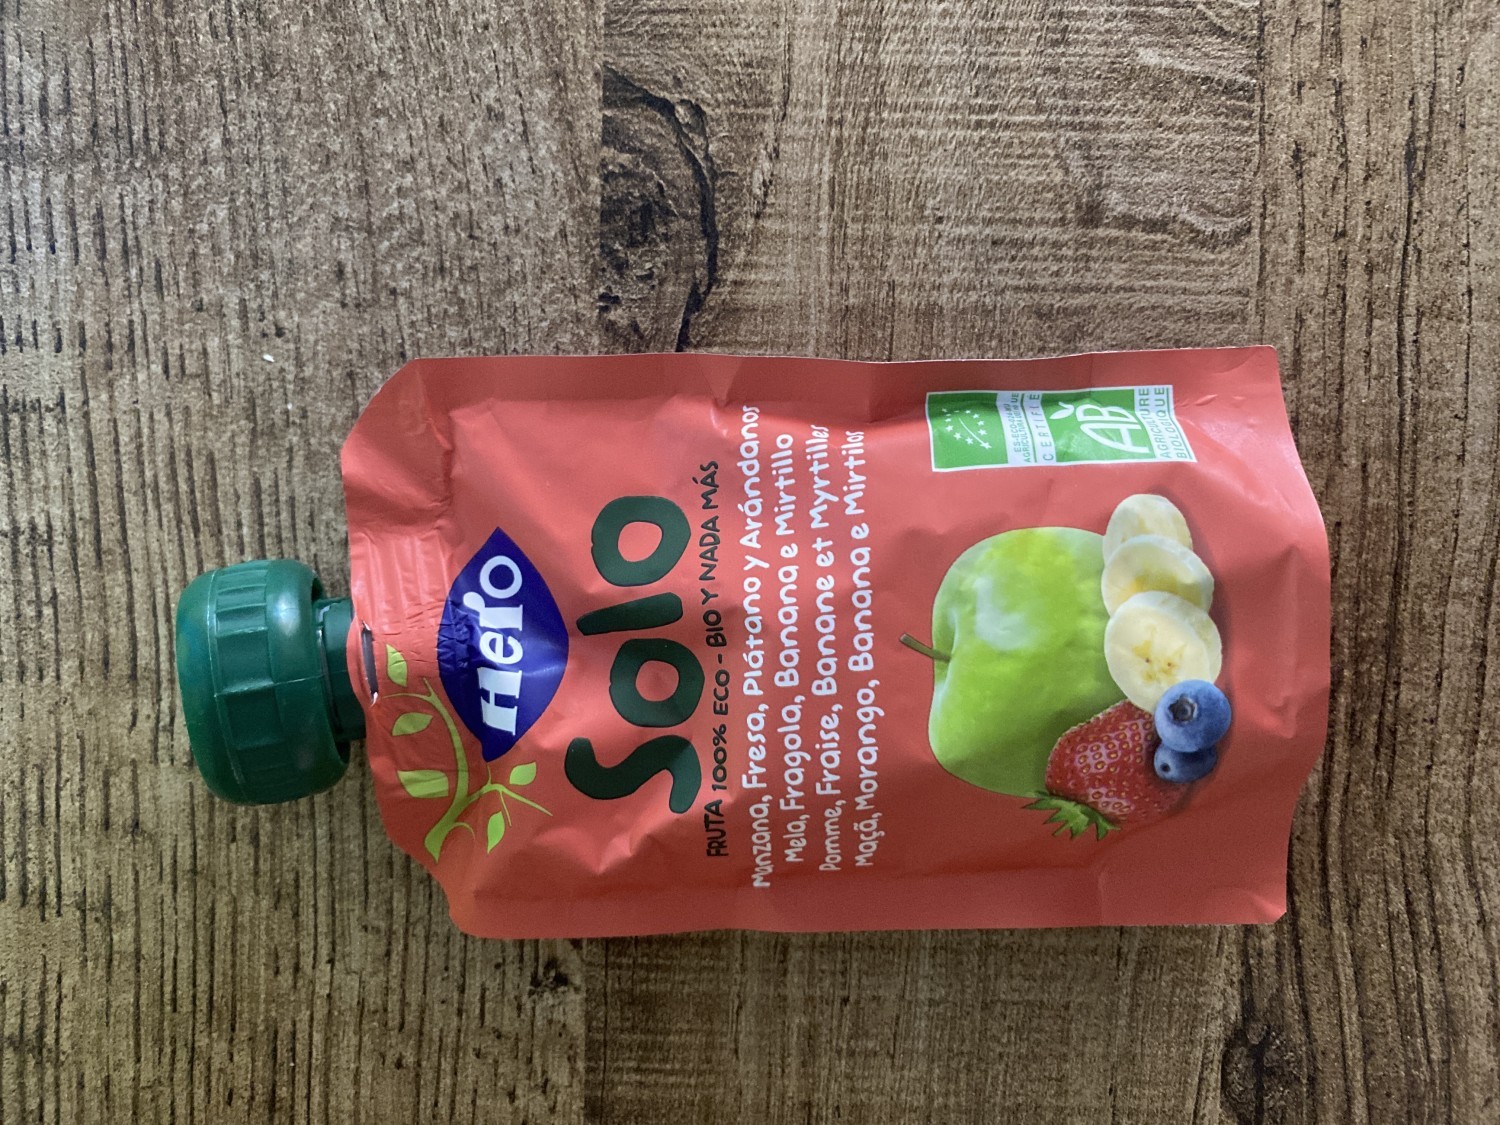 Hero
Solo
FRUTA 100% ECO - BIO Y NADA MÁS
Manzana, Fresa, Plátano y Arándanos
Mela, Fragola, Banana e Mirtillo
Pomme, Fraise, Banane et Myrtilles
Maçã, Morango, Banana e Mirtilos
CERTIFIÉ
AB
AGRICULTURE
BIOLOGIQUE